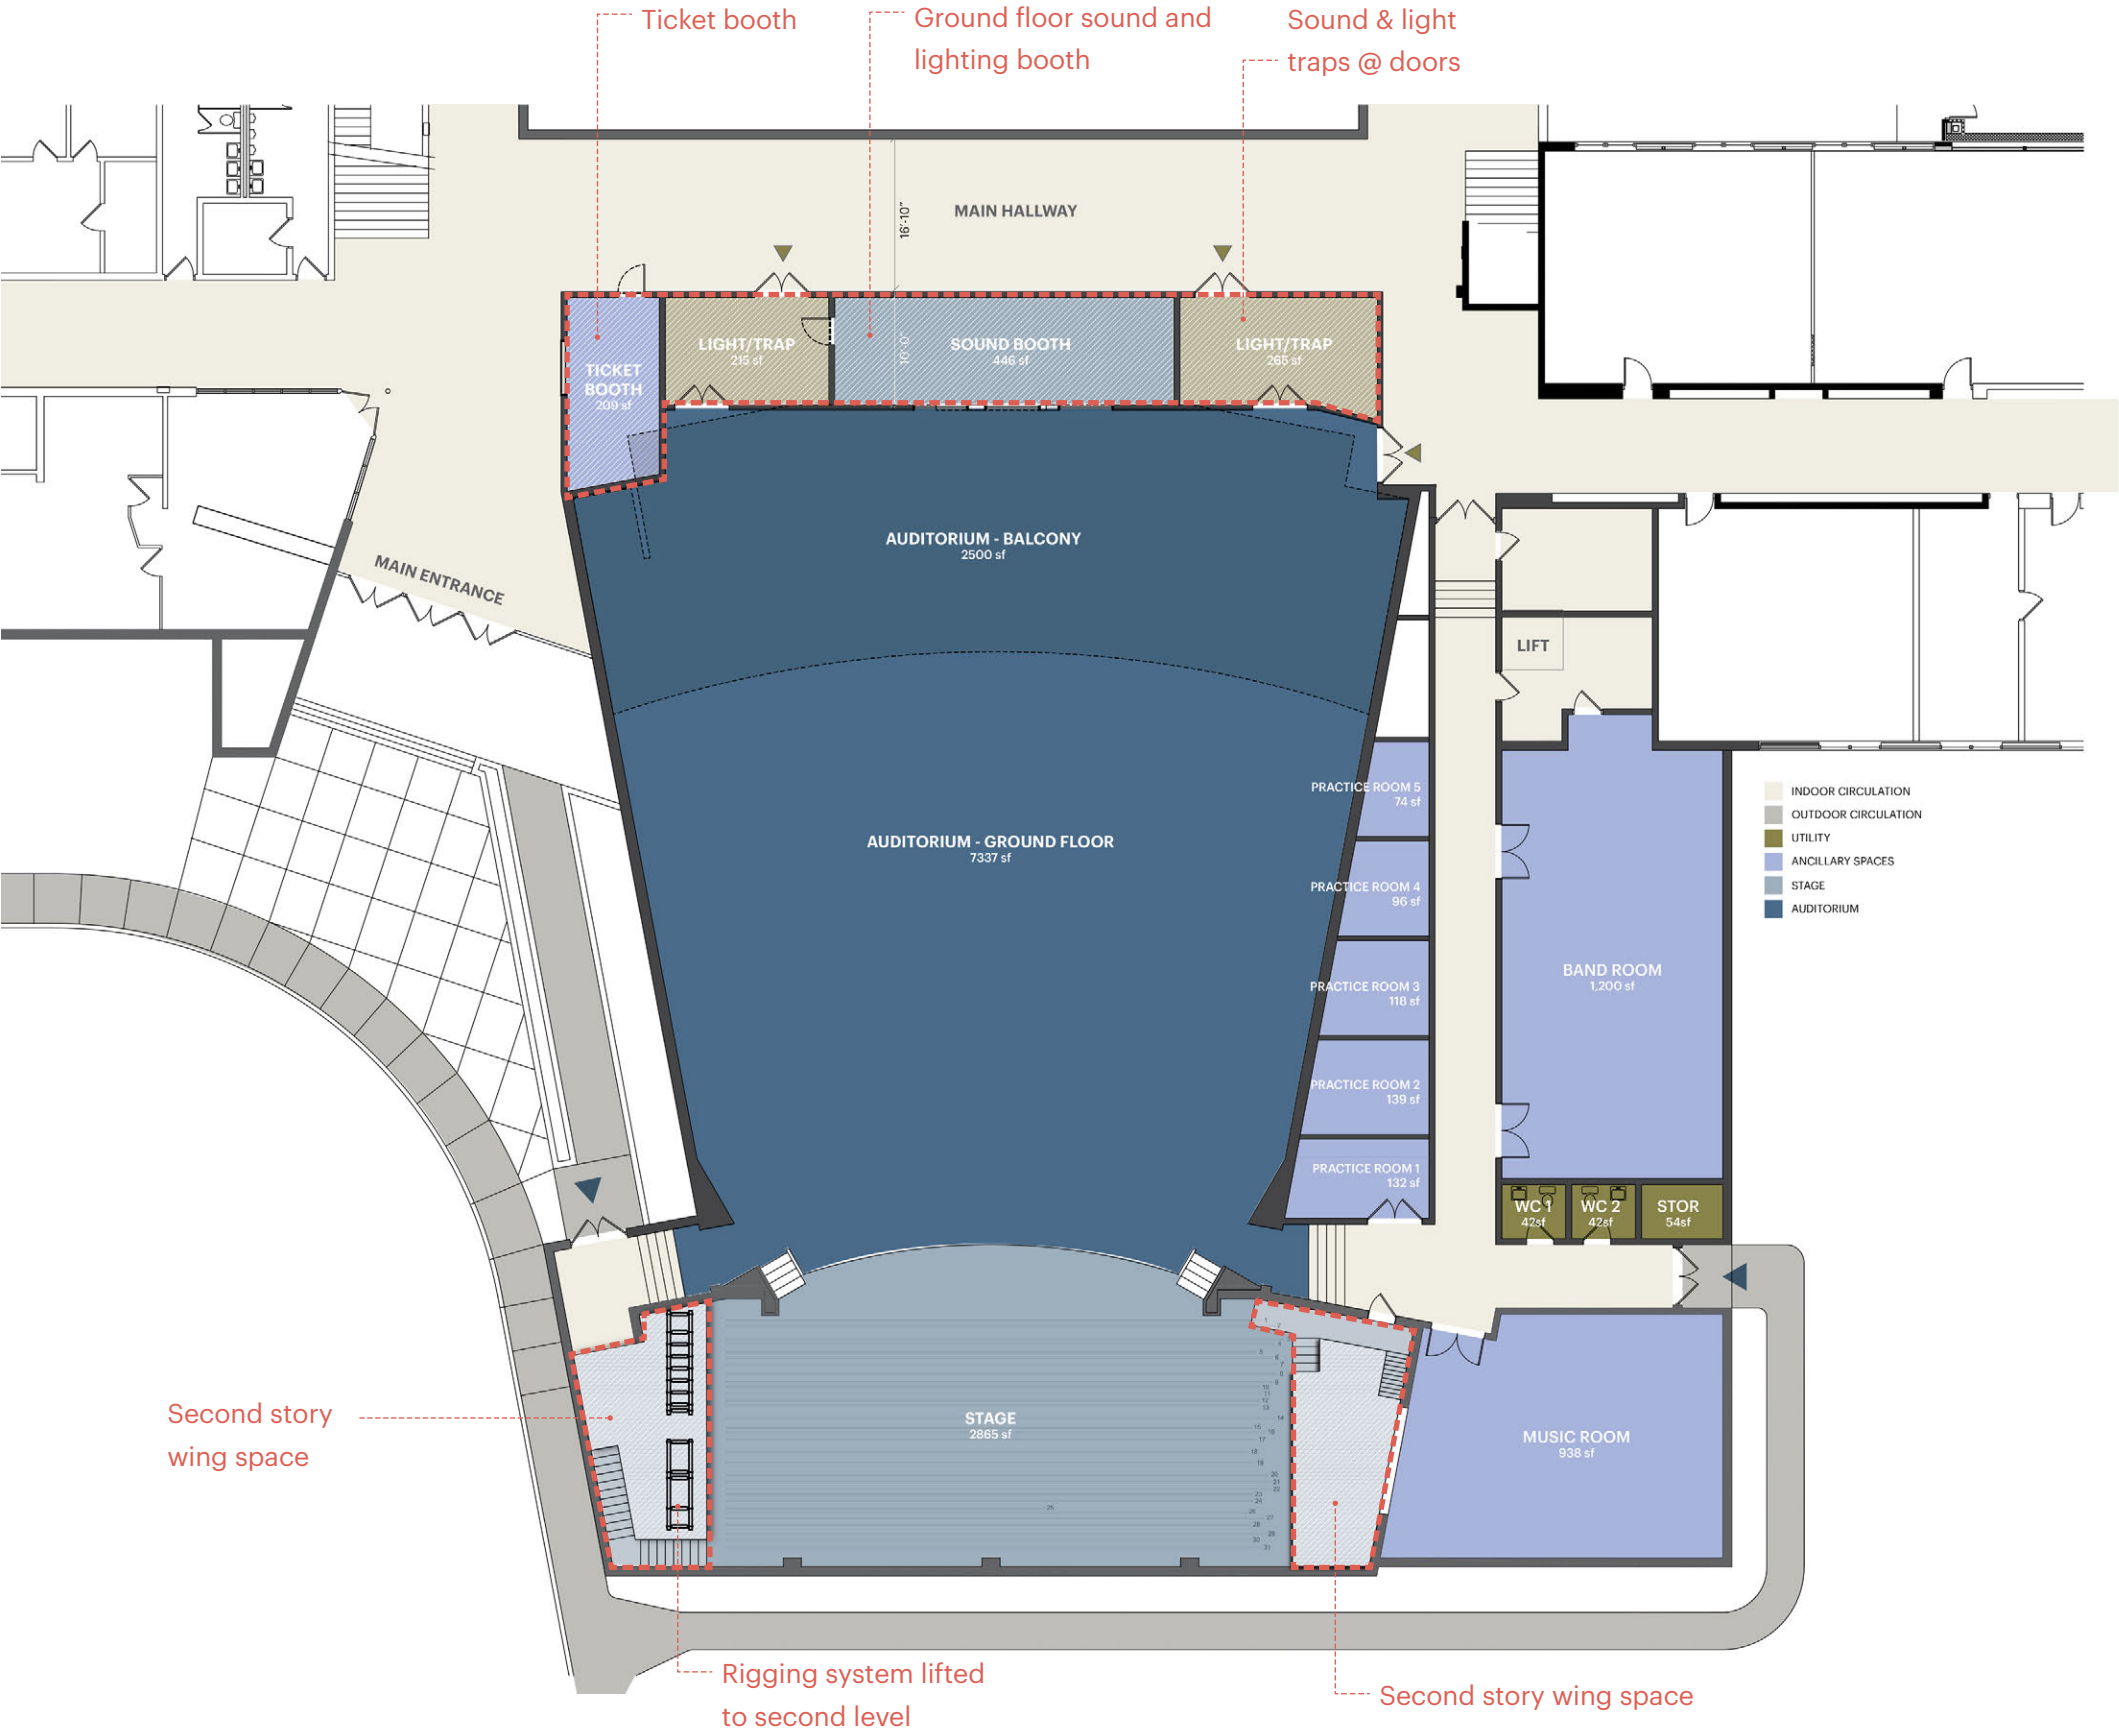 Ticket booth
Ground floor sound and
lighting booth
Sound & light
traps @ doors
16'-10"
MAIN HALLWAY
LIGHT/TRAP
215 sf
SOUND BOOTH
446 sf
10'-0"
LIGHT/TRAP
265 sf
TICKET
BOOTH
209 sf
AUDITORIUM - BALCONY
2500 sf
MAIN ENTRANCE
LIFT
PRACTICE ROOM 5
74 sf
AUDITORIUM - GROUND FLOOR
7337 sf
PRACTICE ROOM 4
96 sf
PRACTICE ROOM 3
118 sf
PRACTICE ROOM 2
139 sf
PRACTICE ROOM 1
132 sf
BAND ROOM
1,200 sf
INDOOR CIRCULATION
OUTDOOR CIRCULATION
UTILITY
ANCILLARY SPACES
STAGE
AUDITORIUM
WC 1
42sf
WC 2
42sf
STOR
54sf
STAGE
2865 sf
MUSIC ROOM
938 sf
Second story
wing space
Rigging system lifted
to second level
Second story wing space